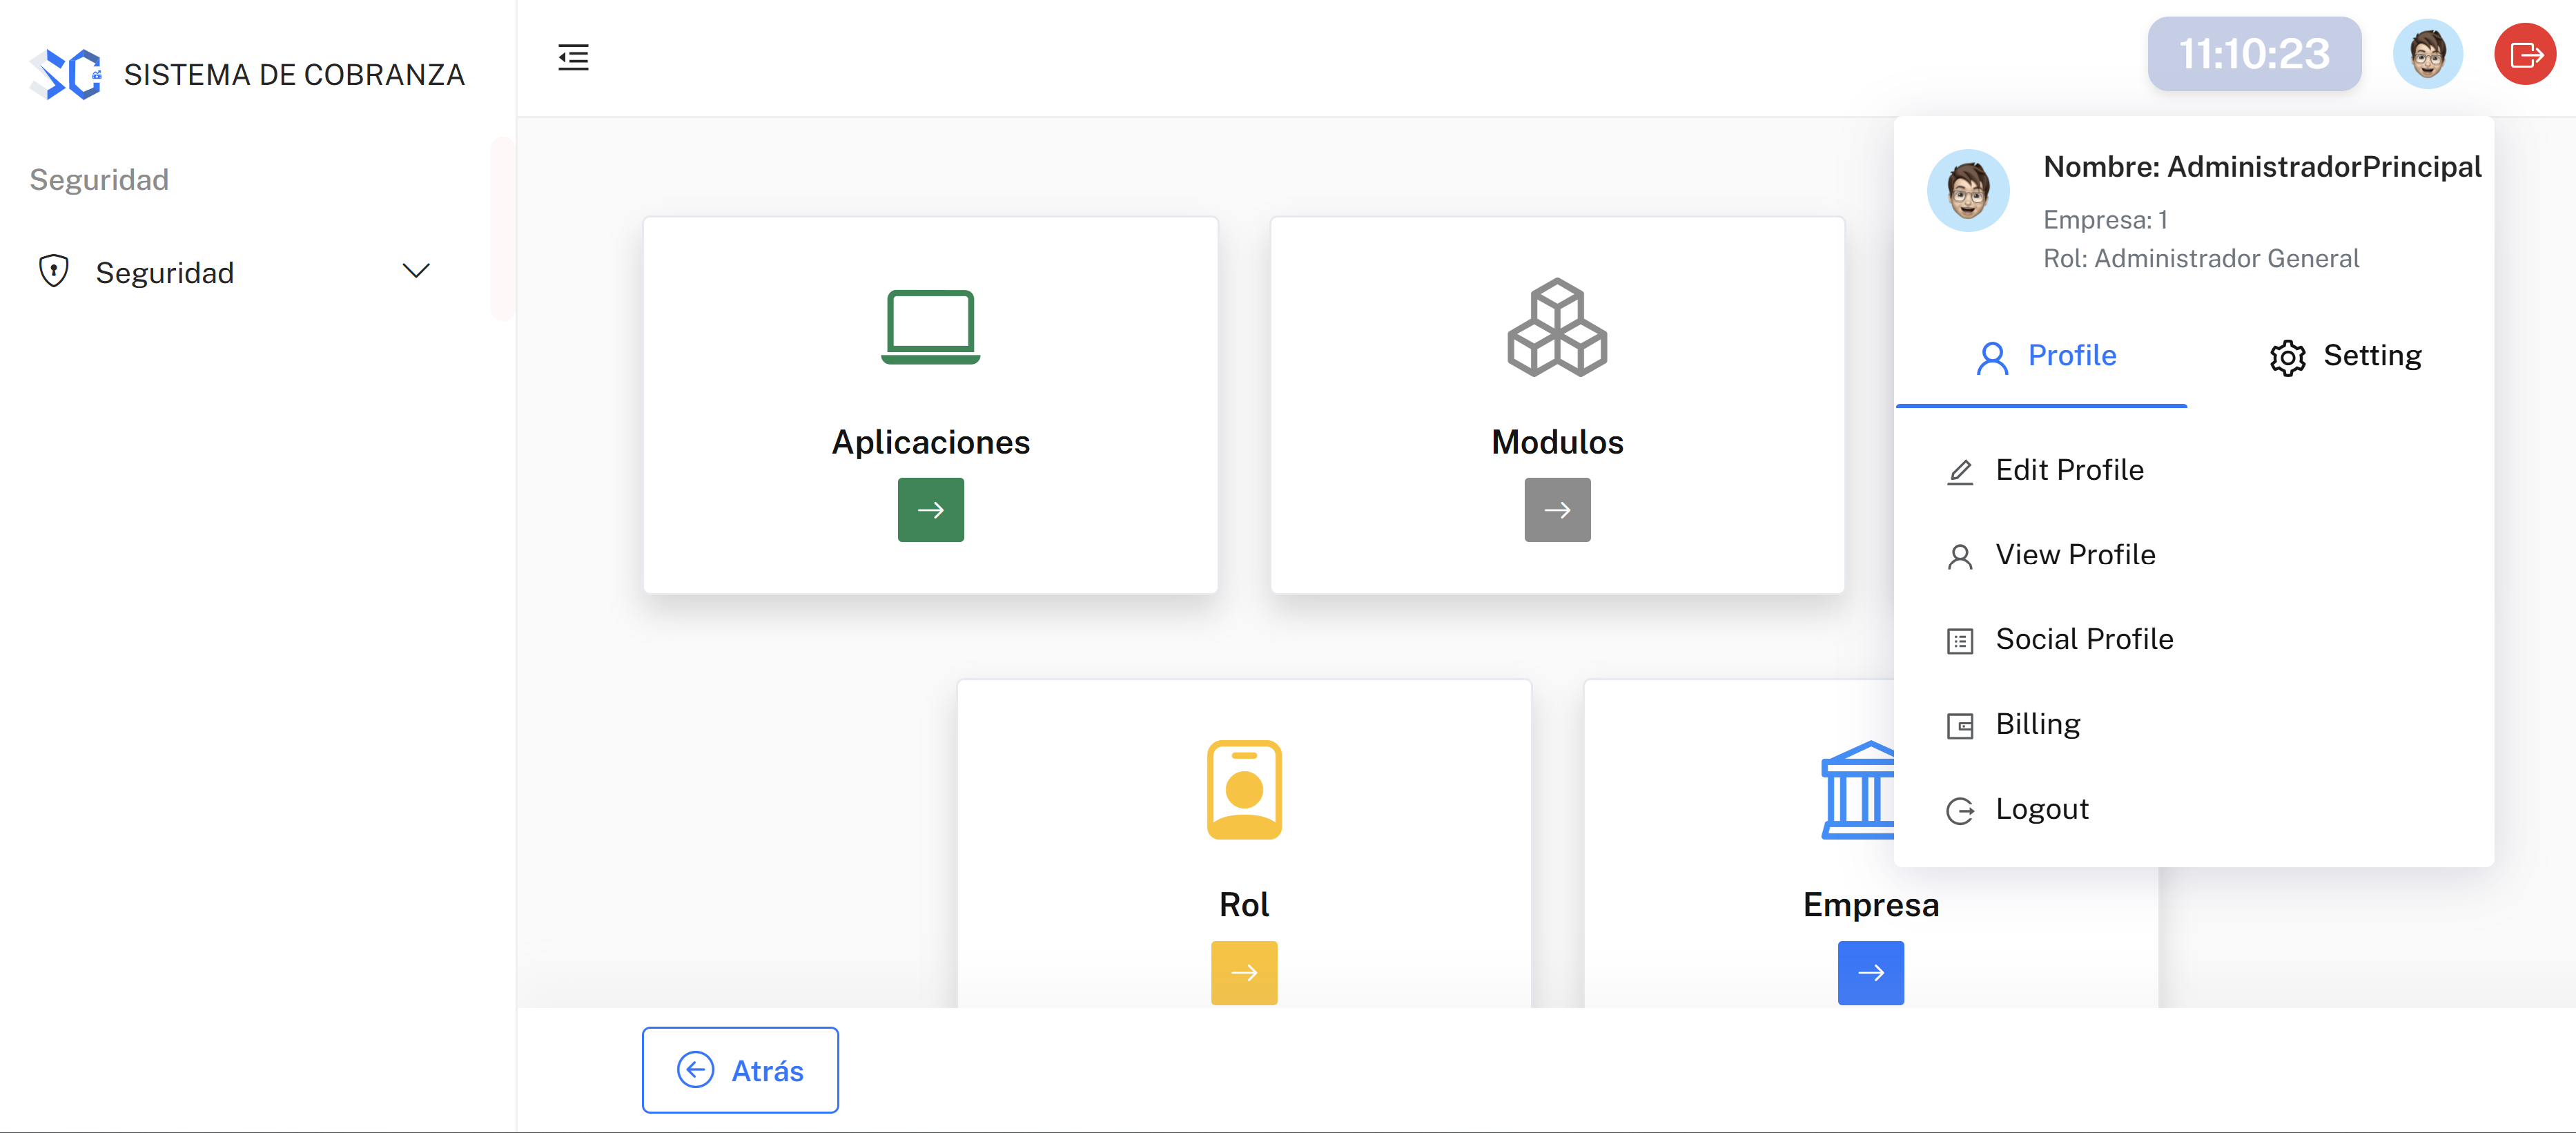 SC SISTEMA DE COBRANZA
11:10:23
Seguridad
Seguridad
Nombre: AdministradorPrincipal
Empresa: 1
Rol: Administrador General
Profile
Setting
Edit Profile
View Profile
Social Profile
Billing
Logout
Aplicaciones
Modulos
Rol
Empresa
Atrás